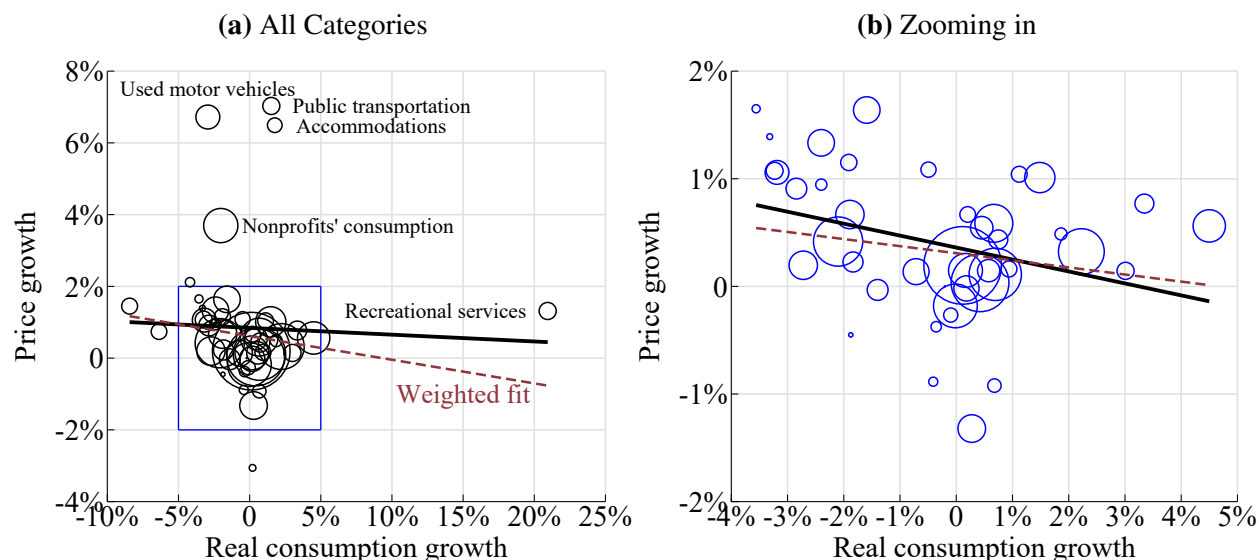 (a) All Categories
8%
6%
4%
2%
0
-2%
-4%
Price growth
Used motor vehicles
Public transportation
Accommodations
Nonprofits' consumption
Recreational services
Weighted fit
-10%
-5%
0
5%
10%
15%
20%
25%
Real consumption growth
(b) Zooming in
2%
1%
0
-1%
-2%
Price growth
-4%
-3%
-2%
-1%
0
1%
2%
3%
4%
5%
Real consumption growth